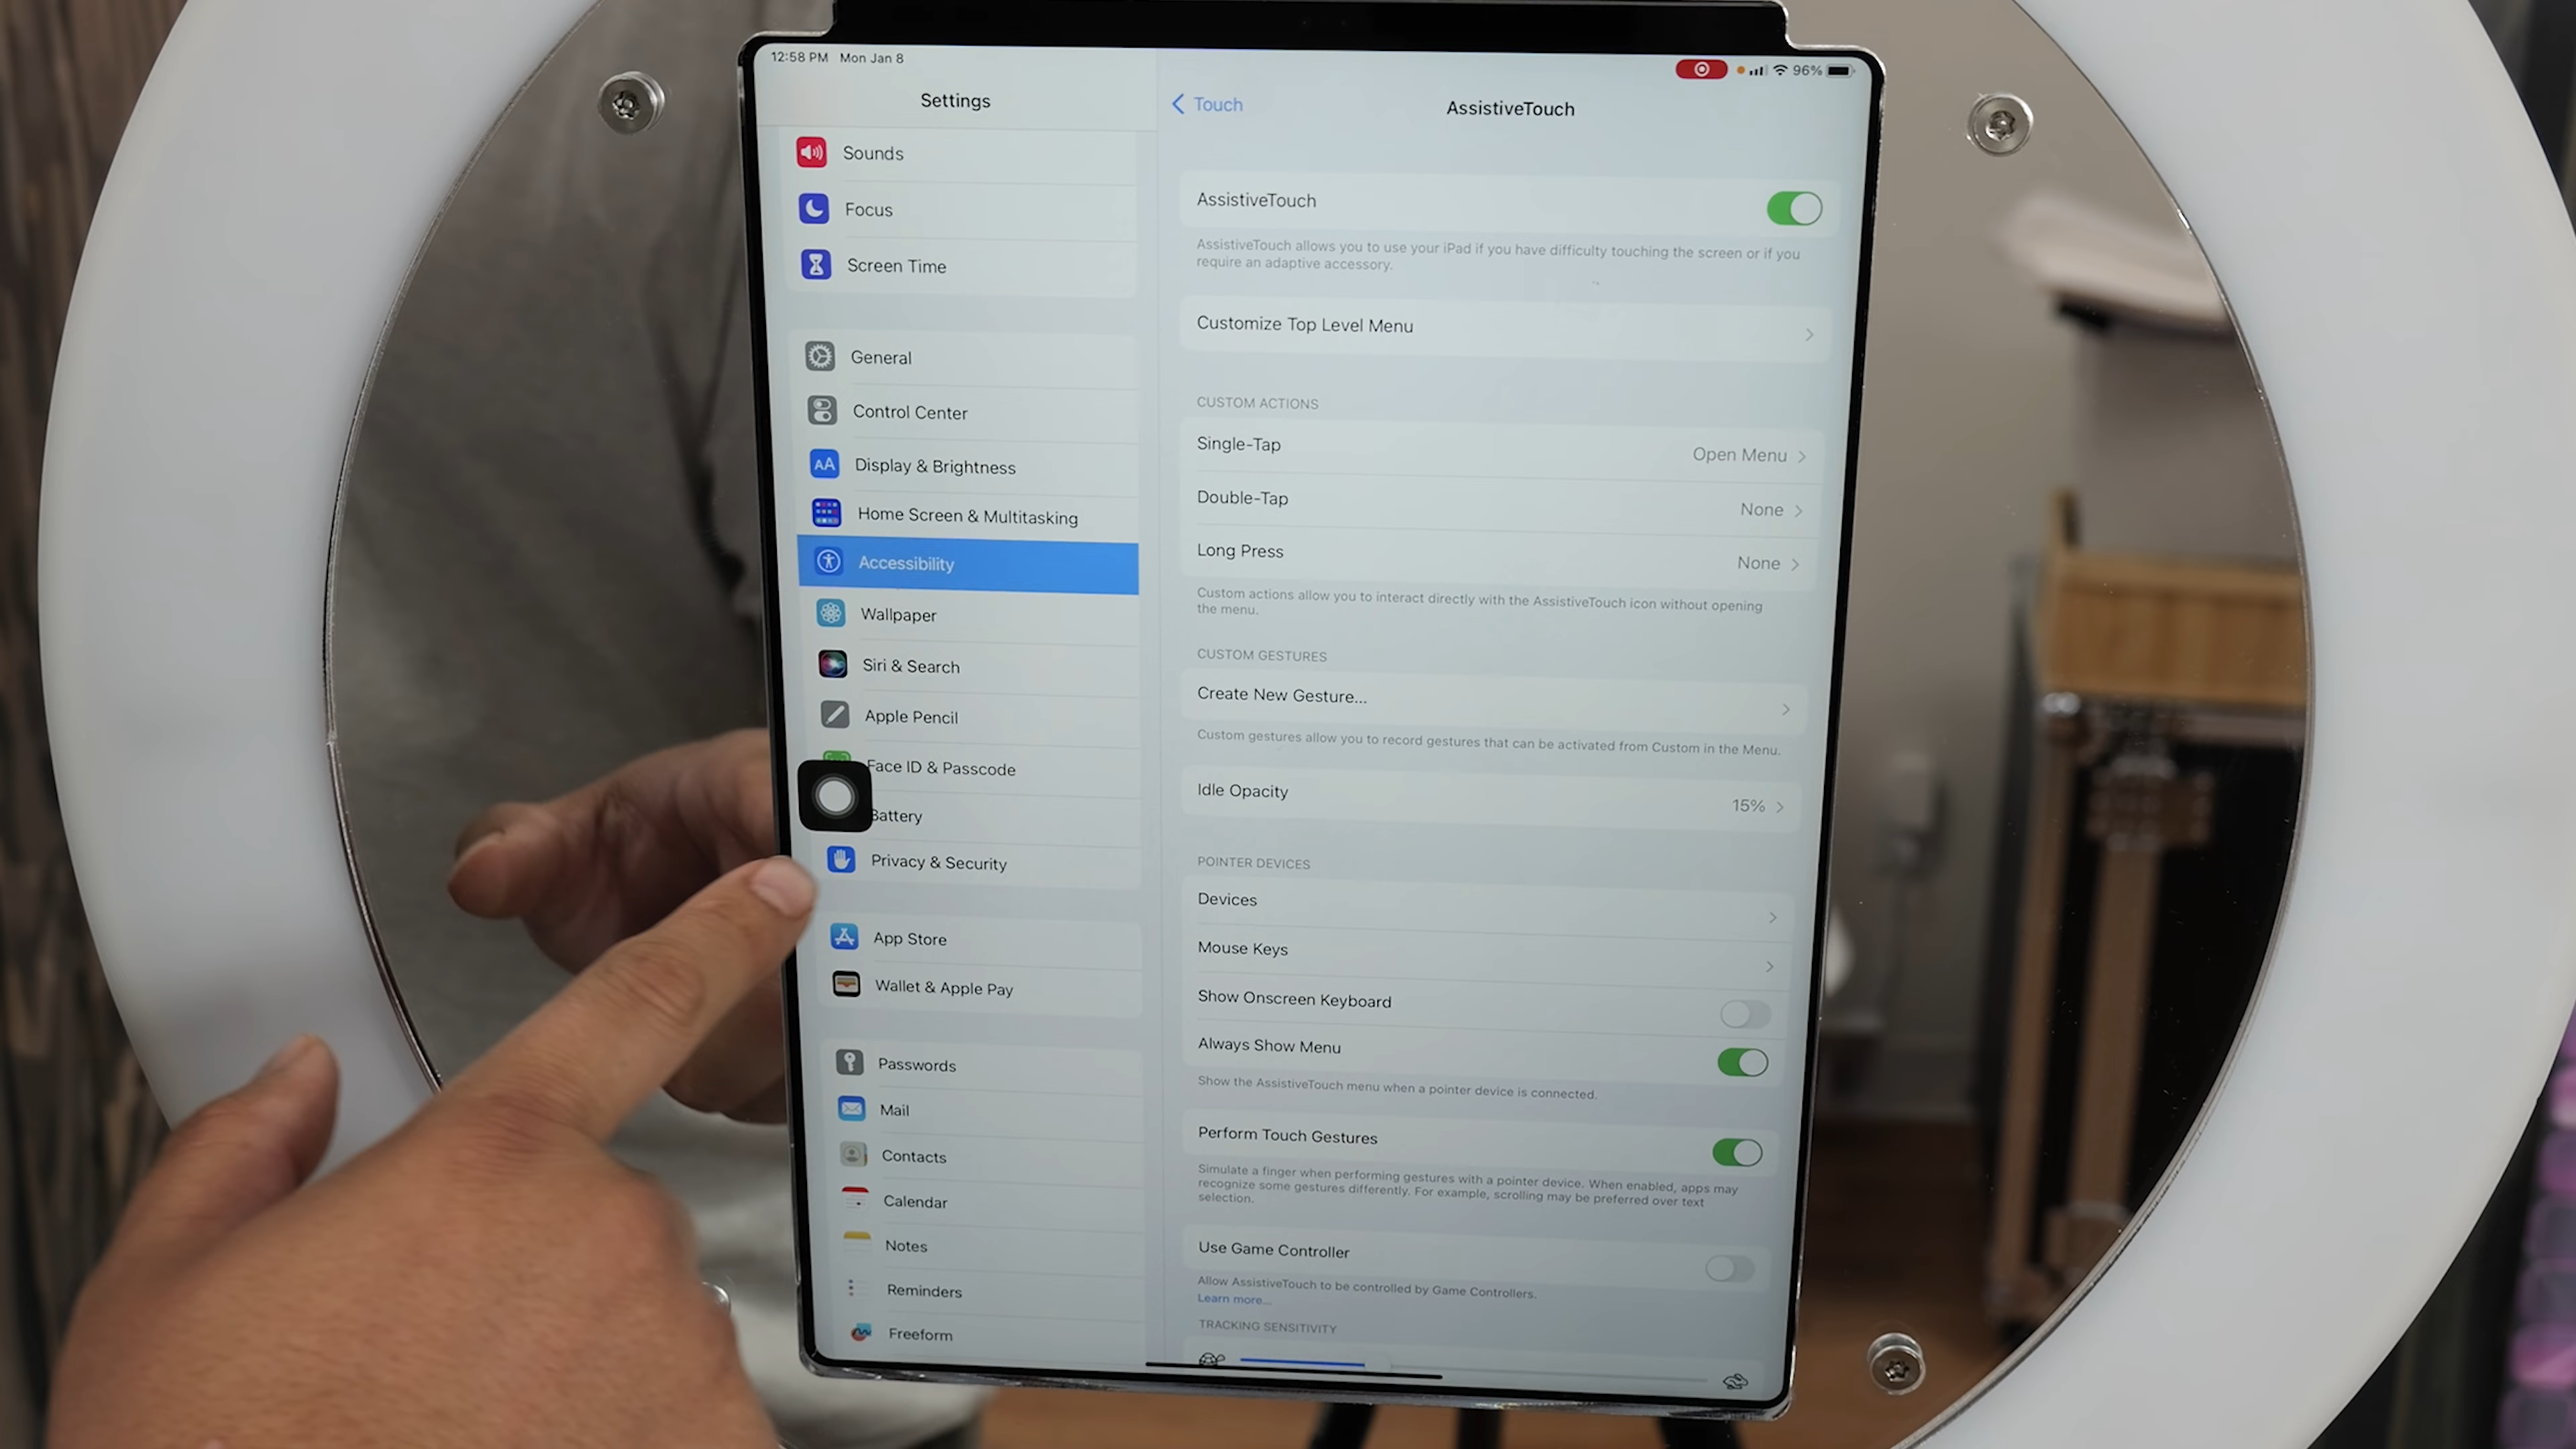 12:58 PM Mon Jan 8
96%
Settings
Sounds
Focus
Screen Time
General
Control Center
AA
Display & Brightness
Home Screen & Multitasking
Accessibility
Wallpaper
Siri & Search
Apple Pencil
Face ID & Passcode
Battery
Privacy & Security
App Store
Wallet & Apple Pay
Passwords
Mail
Contacts
Calendar
Notes
Reminders
Freeform
Touch
AssistiveTouch
AssistiveTouch
AssistiveTouch allows you to use your iPad if you have difficulty touching the screen or if you
require an adaptive accessory.
Customize Top Level Menu
CUSTOM ACTIONS
Single-Tap Open Menu
Double-Tap None
Long Press None
Custom actions allow you to interact directly with the AssistiveTouch icon without opening
the menu.
CUSTOM GESTURES
Create New Gesture...
Custom gestures allow you to record gestures that can be activated from Custom in the Menu.
Idle Opacity 15%
POINTER DEVICES
Devices
Mouse Keys
Show Onscreen Keyboard
Always Show Menu
Show the AssistiveTouch menu when a pointer device is connected.
Perform Touch Gestures
Simulate a finger when performing gestures with a pointer device. When enabled, apps may
recognize some gestures differently. For example, scrolling may be preferred over text
selection.
Use Game Controller
Allow AssistiveTouch to be controlled by Game Controllers.
Learn more...
TRACKING SENSITIVITY